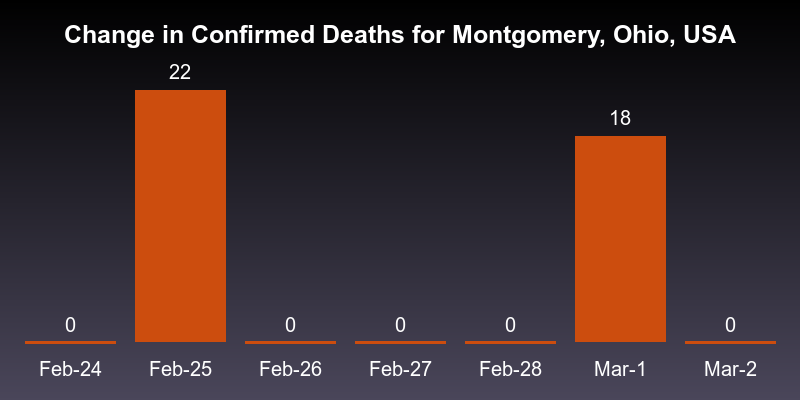 Change in Confirmed Deaths for Montgomery, Ohio, USA
22
18
0 0 0 0 0
Feb-24 Feb-25 Feb-26 Feb-27 Feb-28 Mar-1 Mar-2